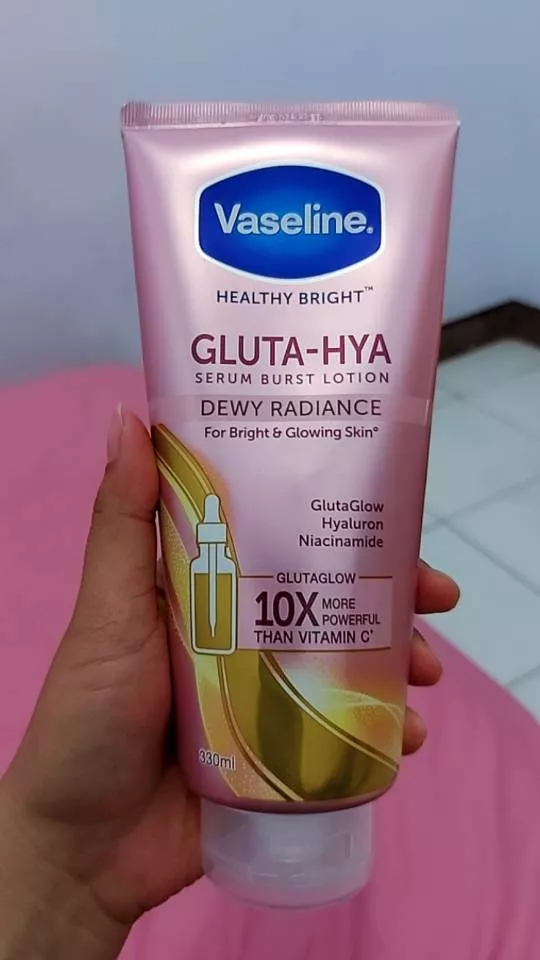 Vaseline.
HEALTHY BRIGHT™
GLUTA-HYA
SERUM BURST LOTION
DEWY RADIANCE
For Bright & Glowing Skin°
GlutaGlow
Hyaluron
Niacinamide
GLUTAGLOW
10X MORE
POWERFUL
THAN VITAMIN C*
330ml